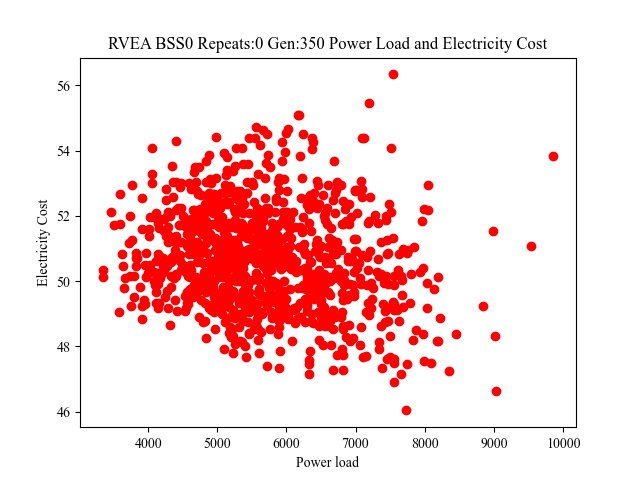 RVEA BSS0 Repeats:0 Gen:350 Power Load and Electricity Cost
56
54
52
50
48
46
Electricity Cost
4000 5000 6000 7000 8000 9000 10000
Power load